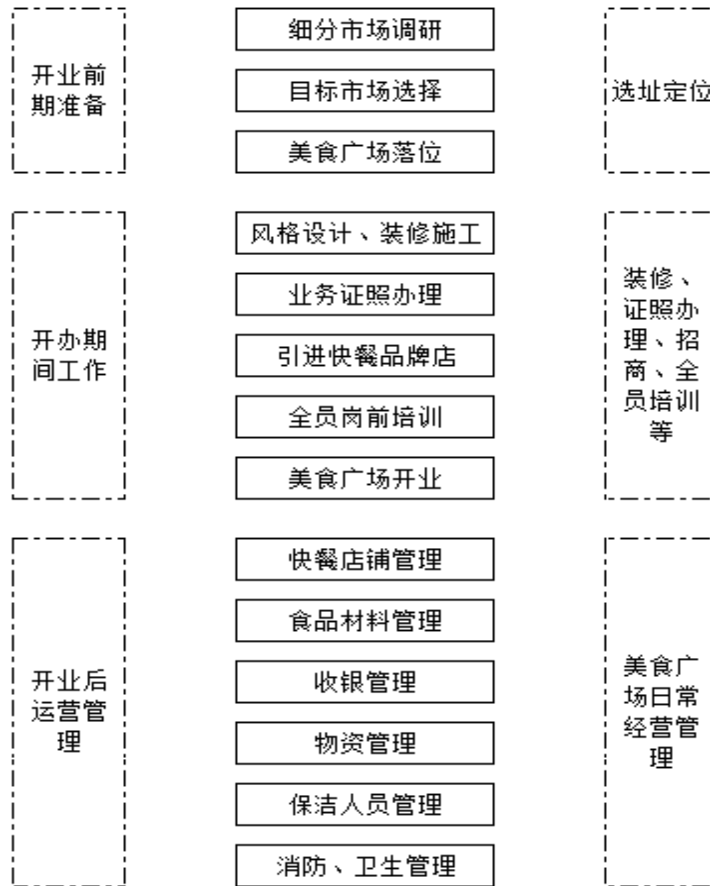 开业前
期准备
细分市场调研
目标市场选择
美食广场落位
选址定位
开办期
间工作
风格设计、装修施工
业务证照办理
引进快餐品牌店
全员岗前培训
美食广场开业
装修、
证照办
理、招
商、全
员培训
等
开业后
运营管
理
快餐店铺管理
食品材料管理
收银管理
物资管理
保洁人员管理
消防、卫生管理
美食广
场日常
经营管
理